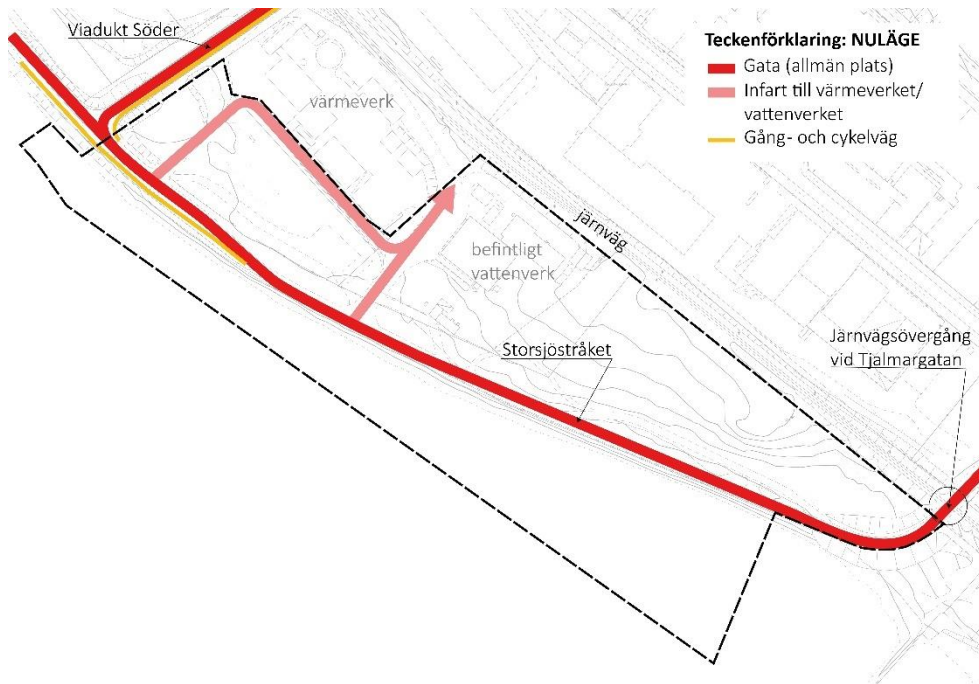 Viadukt Söder
Teckenförklaring: NULÄGE
Gata (allmän plats)
Infart till värmeverket/
vattenverket
Gång- och cykelväg
värmeverk
järnväg
befintligt
vattenverk
Storsjöstråket
Järnvägsövergång
vid Tjalmargatan